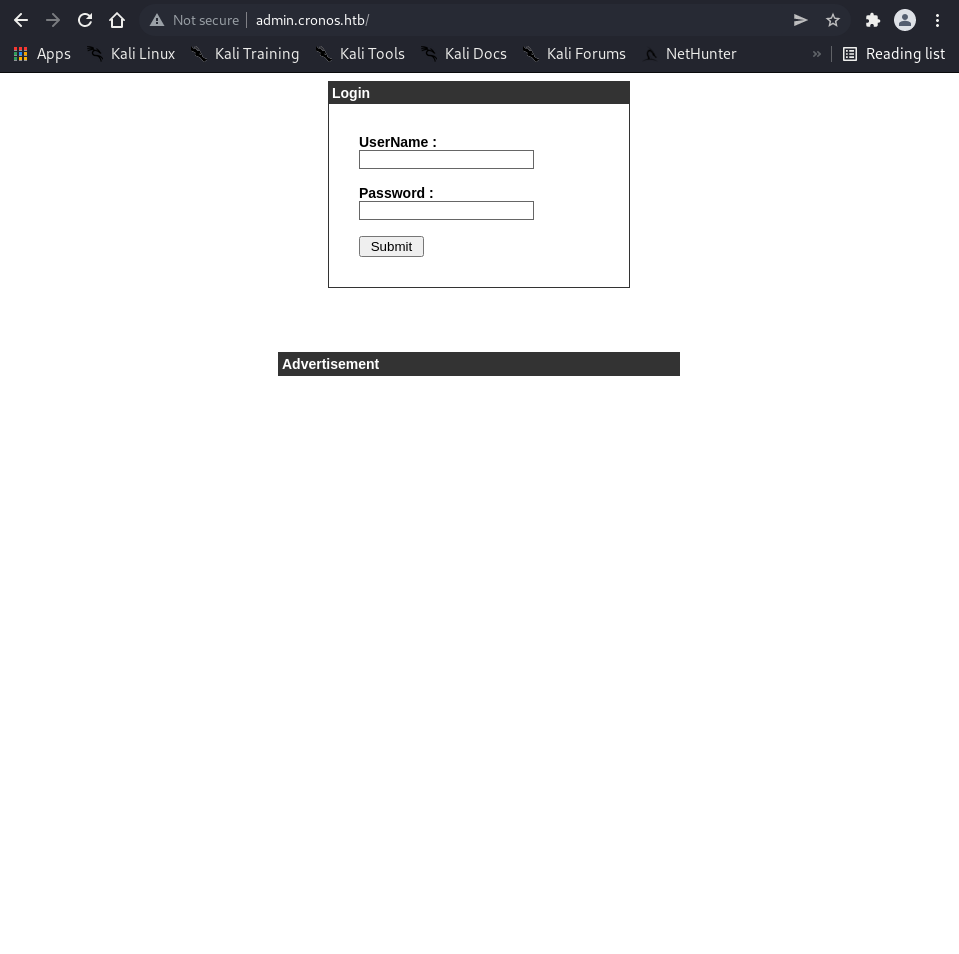 Not secure admin.cronos.htb/
Apps Kali Linux Kali Training Kali Tools Kali Docs Kali Forums NetHunter » Reading list
Login
UserName :
Password :
Submit
Advertisement